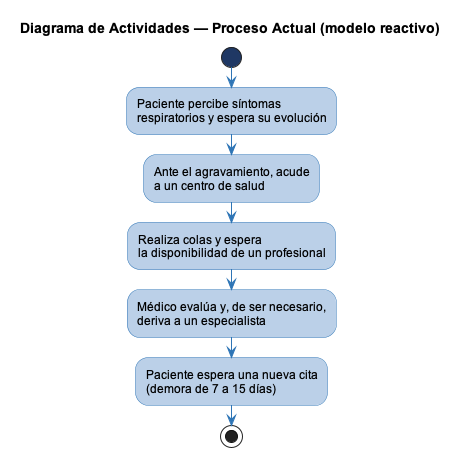 Diagrama de Actividades — Proceso Actual (modelo reactivo)
Paciente percibe síntomas
respiratorios y espera su evolución
Ante el agravamiento, acude
a un centro de salud
Realiza colas y espera
la disponibilidad de un profesional
Médico evalúa y, de ser necesario,
deriva a un especialista
Paciente espera una nueva cita
(demora de 7 a 15 días)